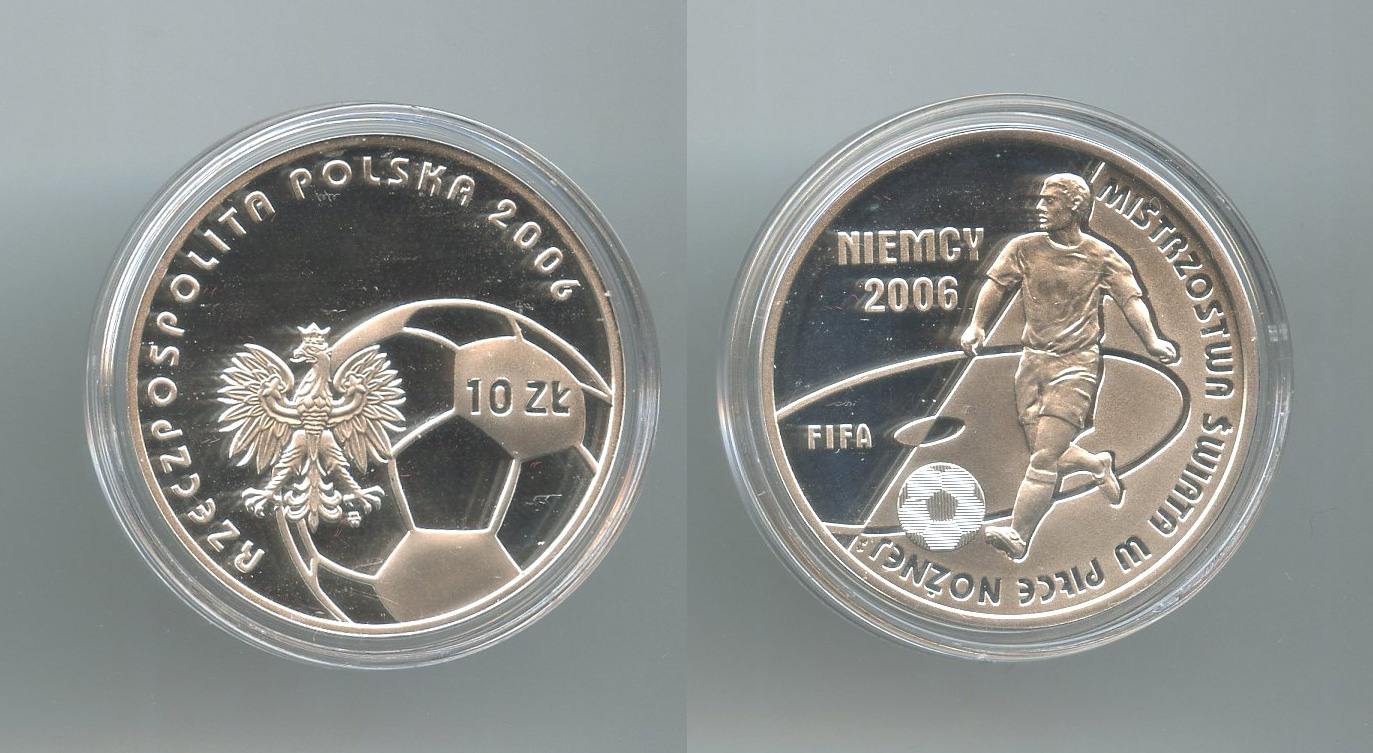 RZECZPOSPOLITA POLSKA 2006
10 ZŁ
NIEMCY
2006
FIFA
MISTRZOSTWA ŚWIATA W PIŁCE NOŻNEJ